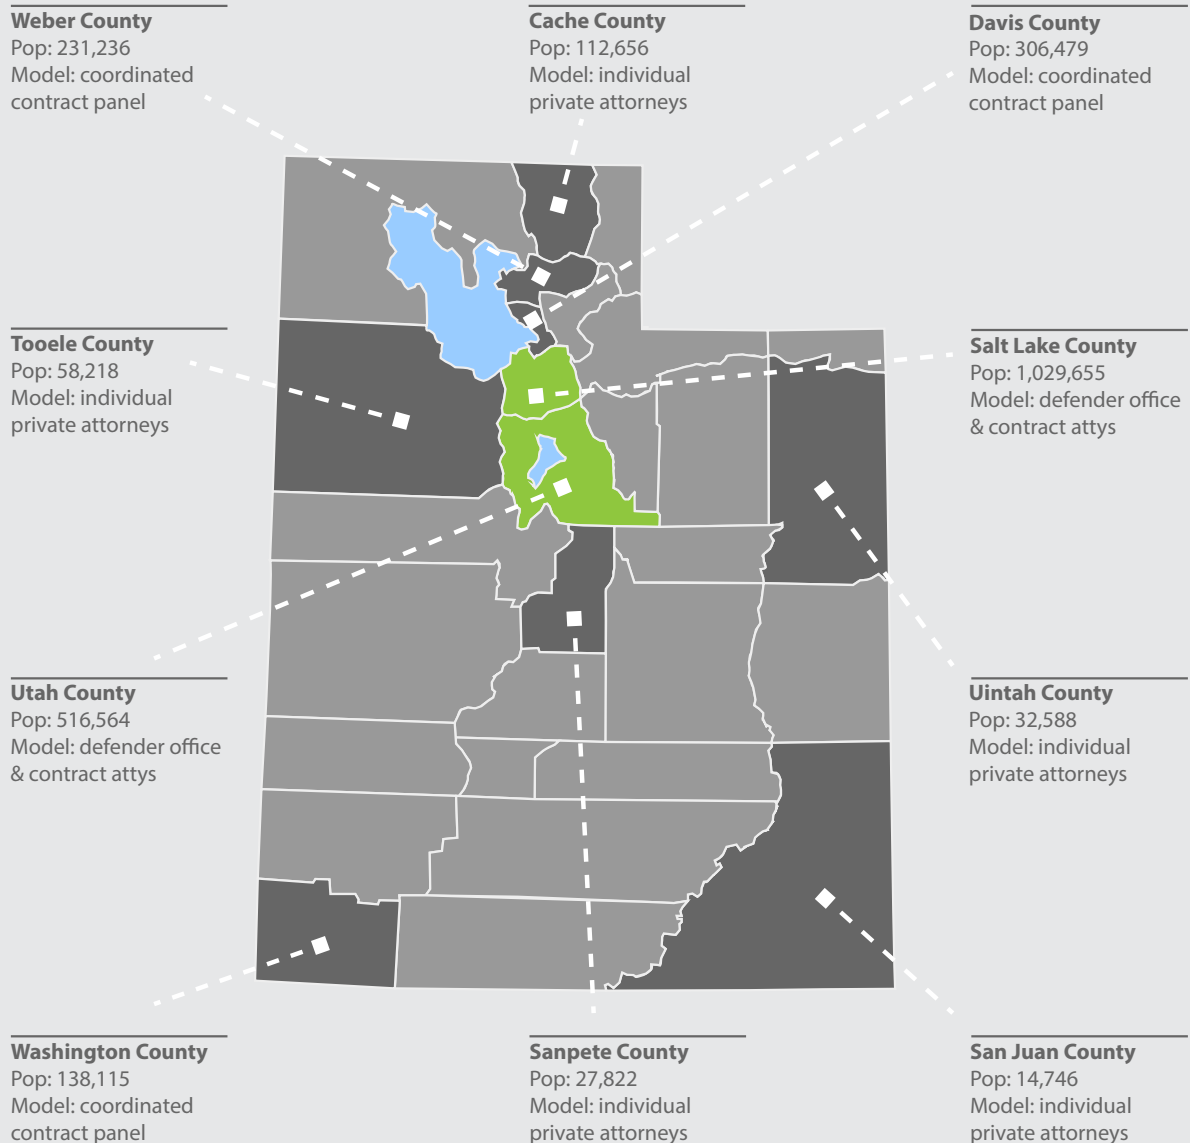 Weber County
Pop: 231,236
Model: coordinated
contract panel
Cache County
Pop: 112,656
Model: individual
private attorneys
Davis County
Pop: 306,479
Model: coordinated
contract panel
Tooele County
Pop: 58,218
Model: individual
private attorneys
Salt Lake County
Pop: 1,029,655
Model: defender office
& contract attys
Utah County
Pop: 516,564
Model: defender office
& contract attys
Uintah County
Pop: 32,588
Model: individual
private attorneys
Washington County
Pop: 138,115
Model: coordinated
contract panel
Sanpete County
Pop: 27,822
Model: individual
private attorneys
San Juan County
Pop: 14,746
Model: individual
private attorneys